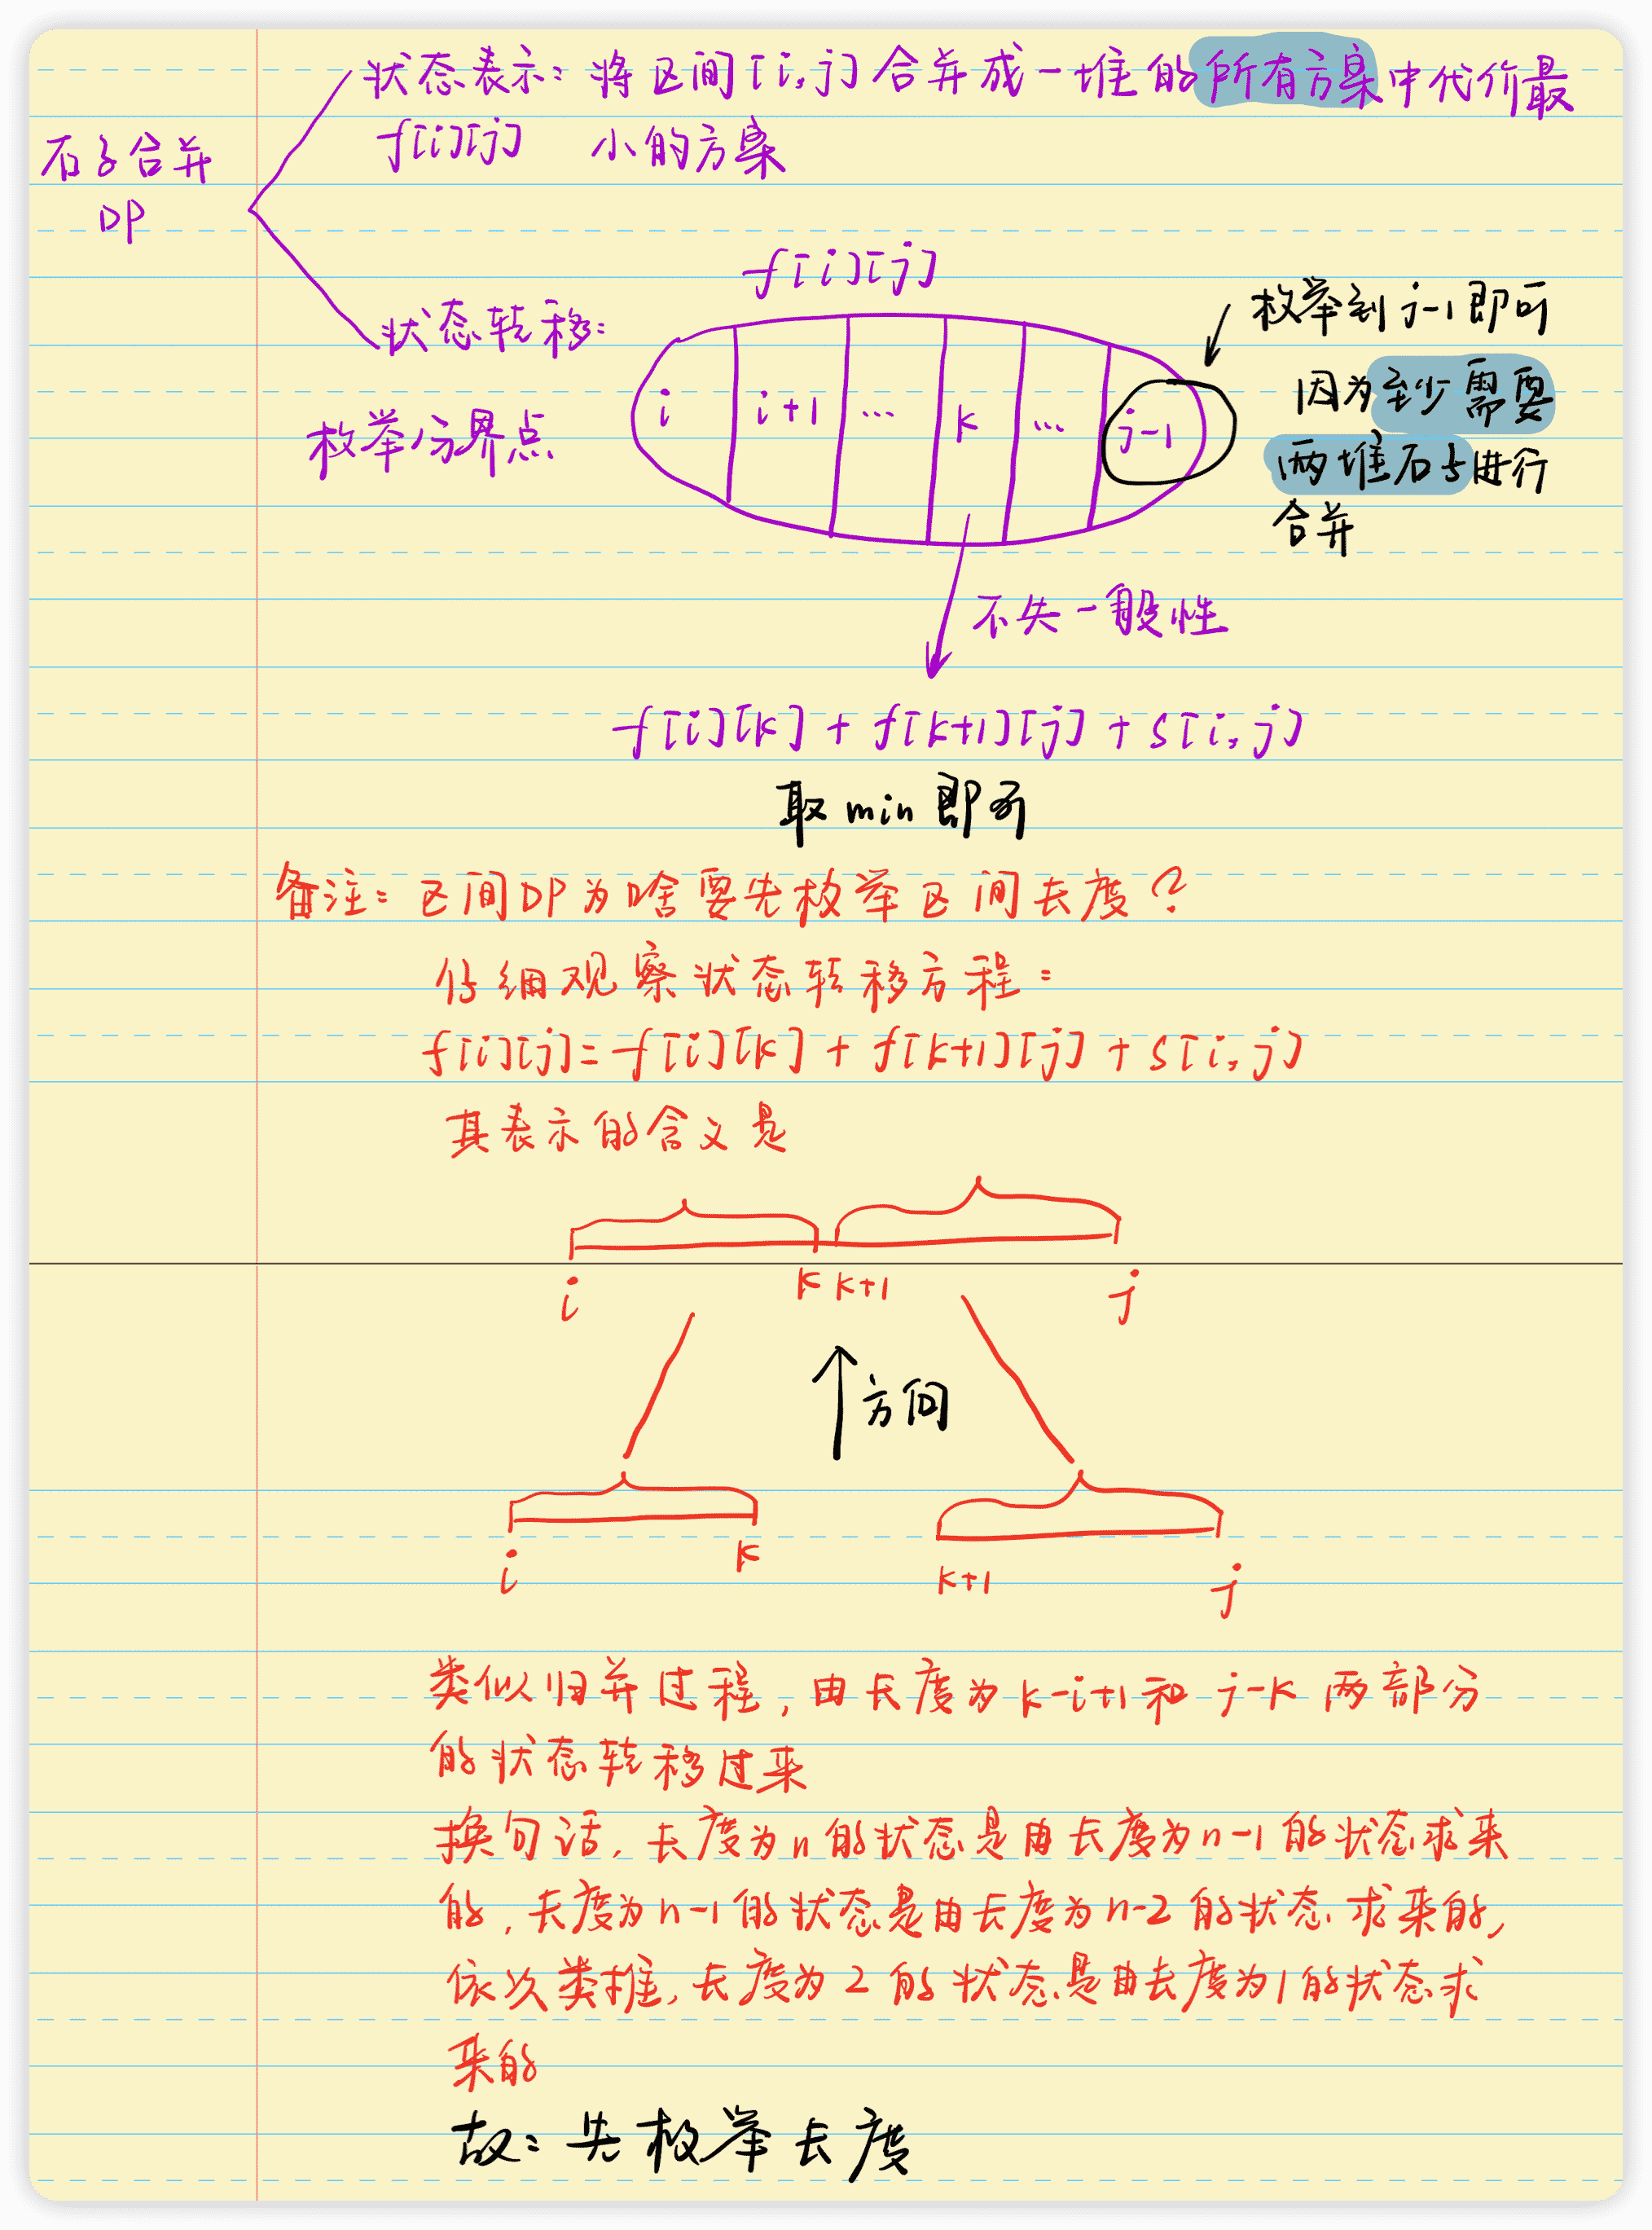 石子合并
DP
状态表示：将区间[i,j]合并成一堆的所有方案中代价最
f[i][j] 小的方案
状态转移：
枚举分界点
f[i][j]
i i+1 … k … j-1
枚举到j-1即可
因为至少需要
两堆石子进行
合并
不失一般性
f[i][k] + f[k+1][j] + s[i,j]
取min即可
备注：区间DP为啥要先枚举区间长度？
仔细观察状态转移方程：
f[i][j]=f[i][k] + f[k+1][j] + s[i,j]
其表示的含义是
i k k+1 j
↑方向
i k k+1 j
类似归并过程，由长度为k-i+1和 j-k 两部分
的状态转移过来
换句话，长度为n的状态是由长度为n-1的状态求来
的，长度为n-1的状态是由长度为n-2的状态求来的，
依次类推，长度为2的状态是由长度为1的状态求
来的
故：先枚举长度